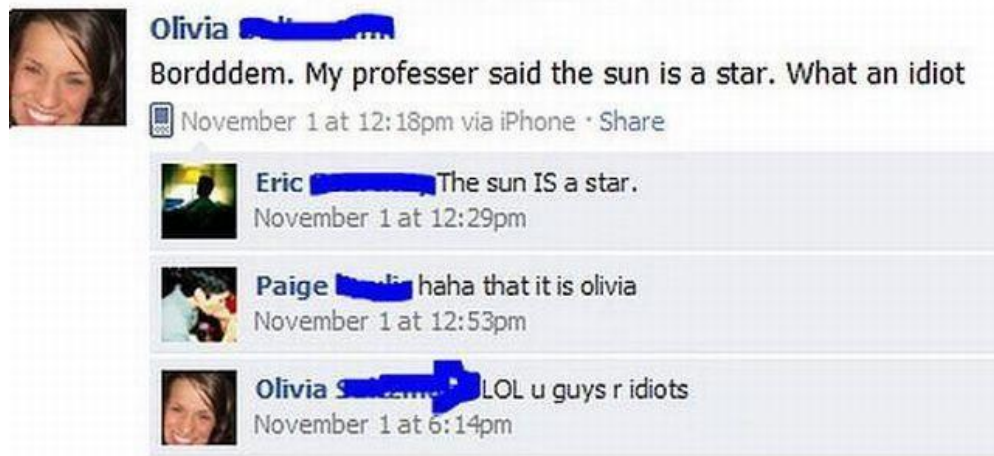 Olivia
Bordddem. My professer said the sun is a star. What an idiot
November 1 at 12:18pm via iPhone · Share
Eric The sun IS a star.
November 1 at 12:29pm
Paige haha that it is olivia
November 1 at 12:53pm
Olivia LOL u guys r idiots
November 1 at 6:14pm